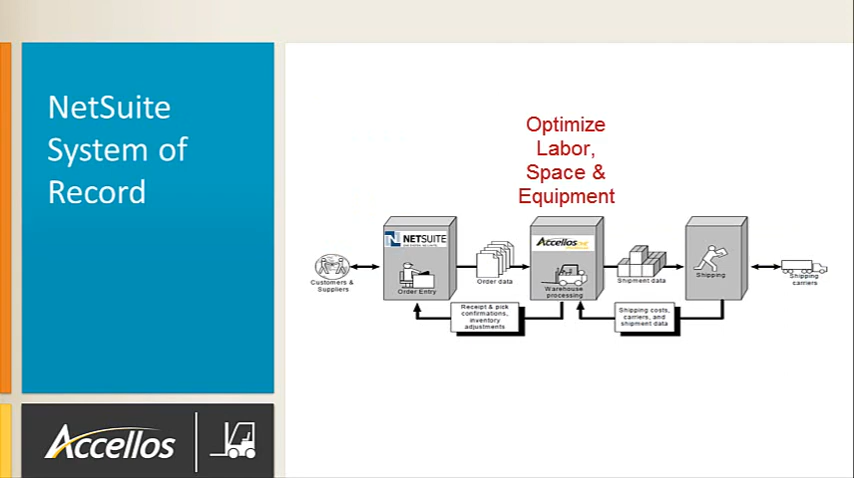 NetSuite
System of
Record
Optimize
Labor,
Space &
Equipment
NETSUITE
Accellos
Customers &
Suppliers
Order Entry
Order data
Warehouse
processing
Shipment data
Shipping
Shipping
carriers
Receipt & pick
confirmations,
inventory
adjustments
Shipping costs,
carriers, and
shipment data
Accellos